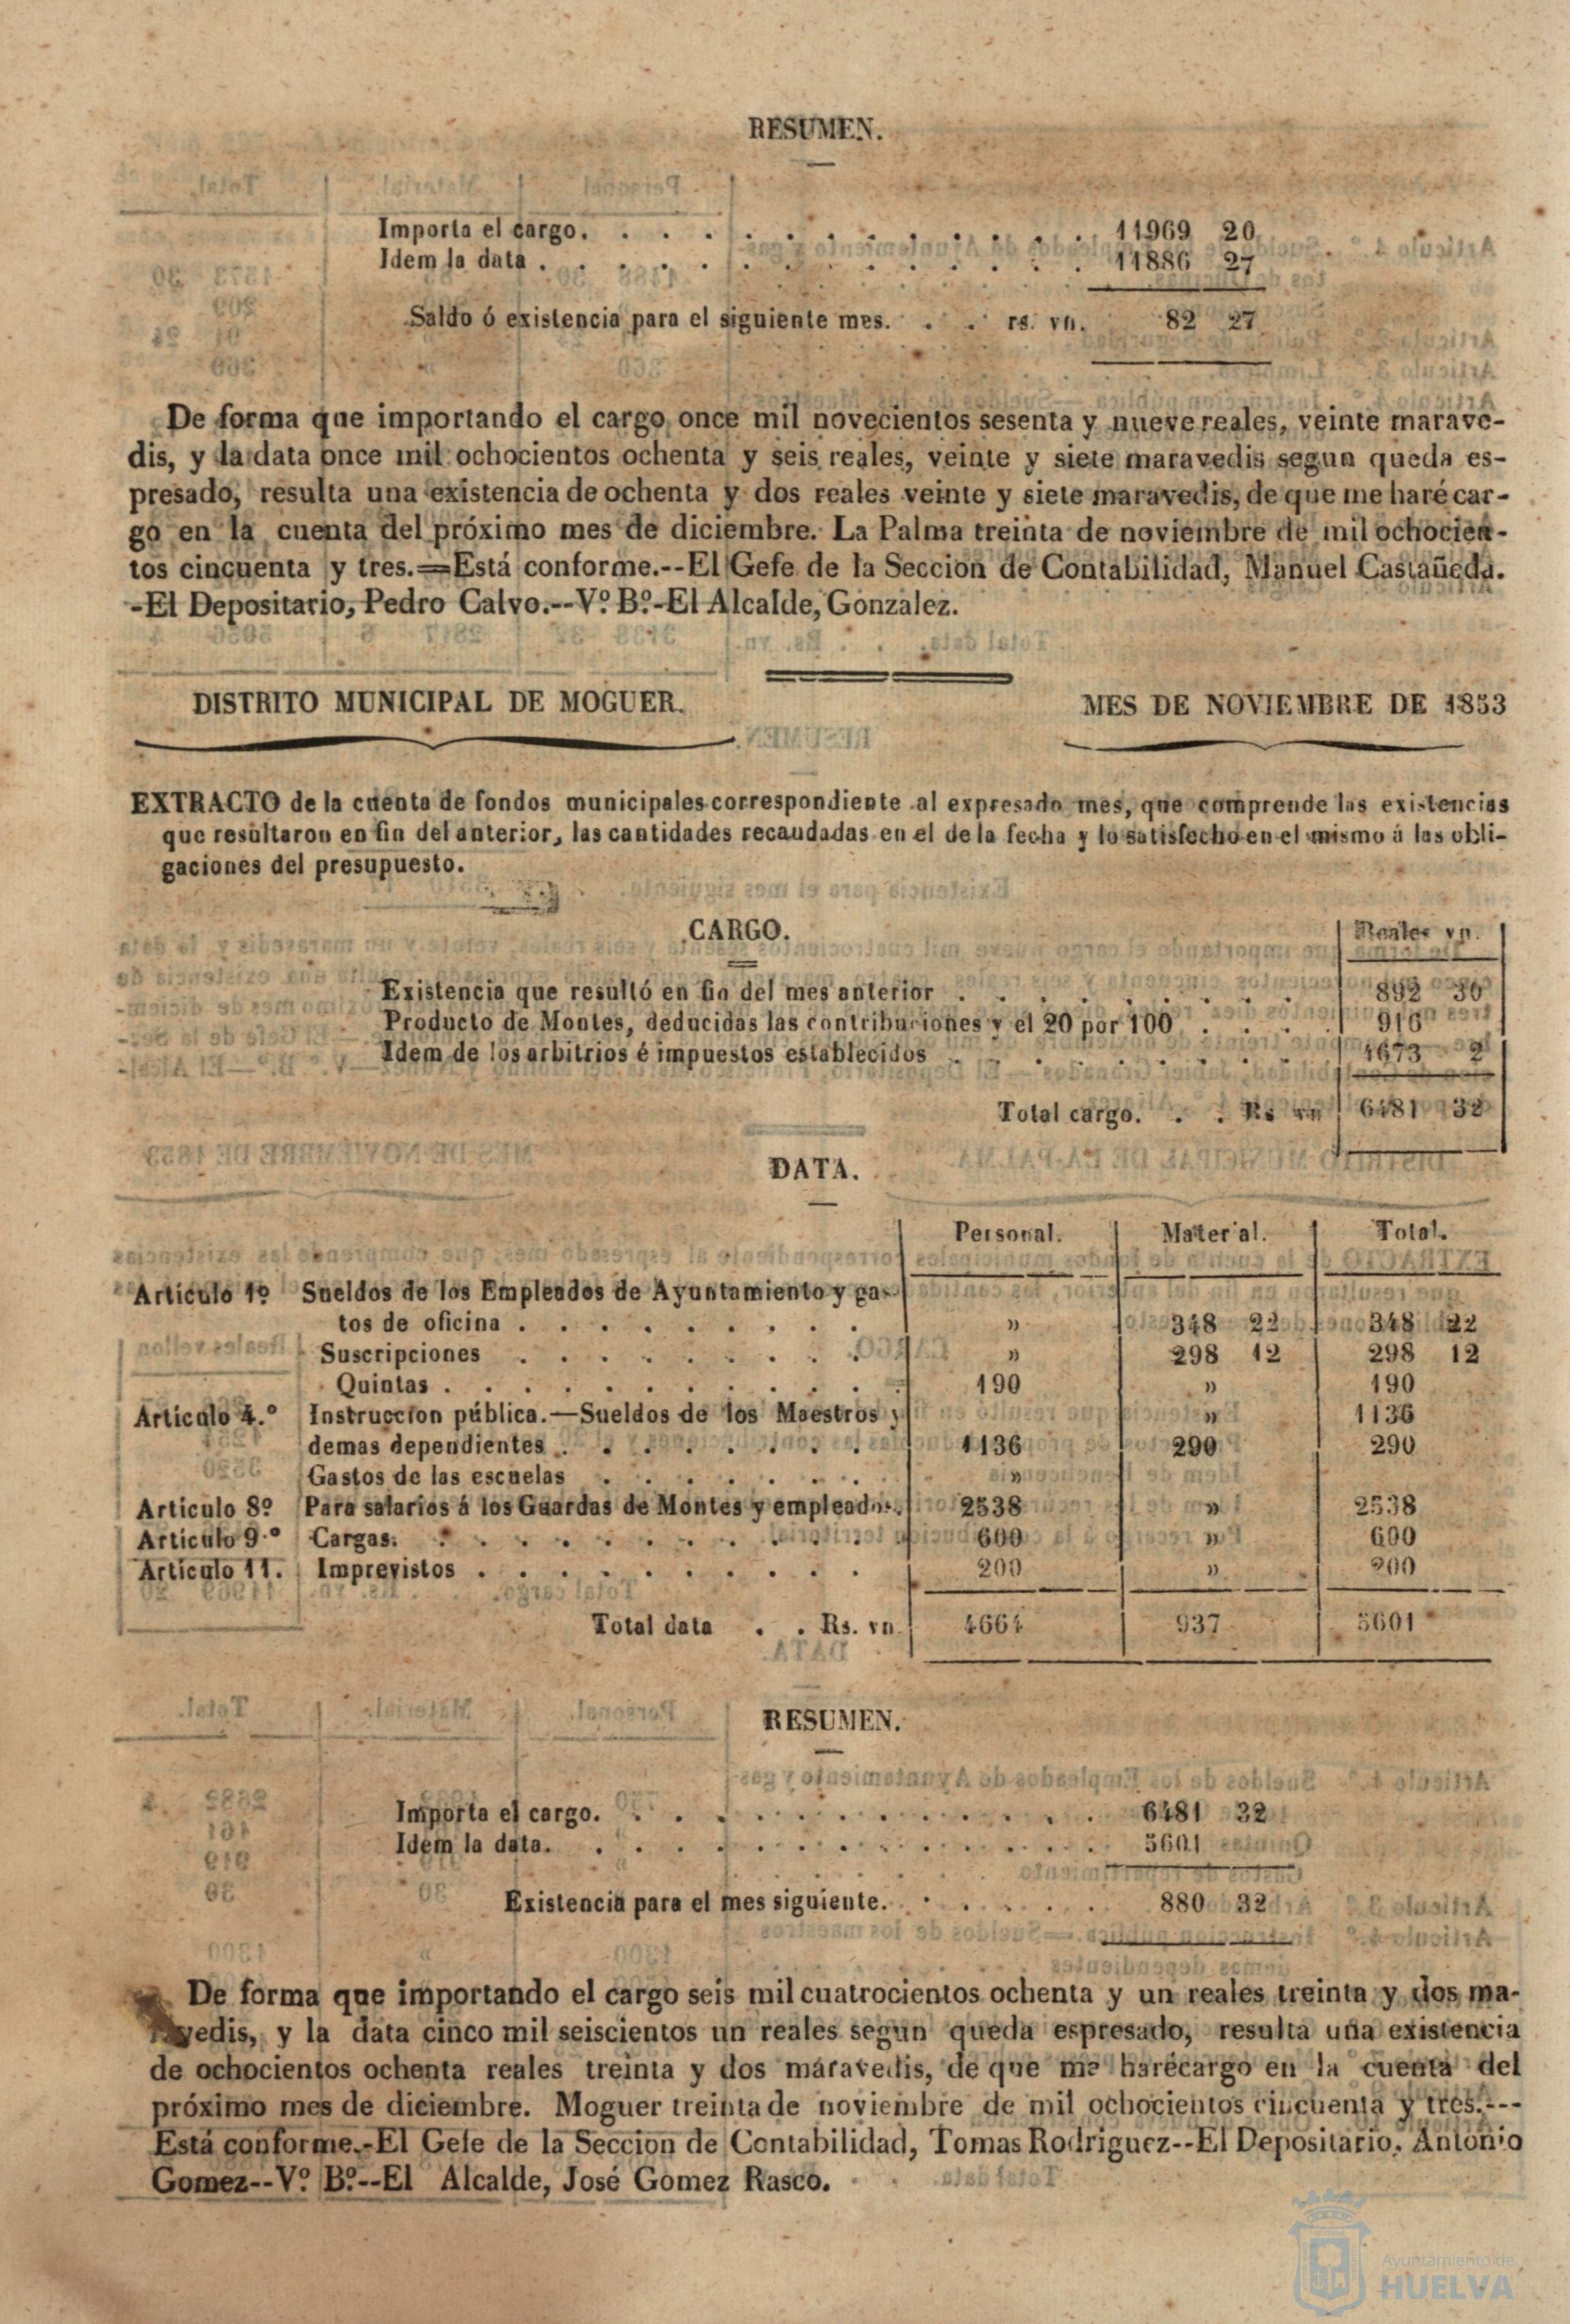 RESUMEN.
Importa el cargo. . . . . . . . . . . . . . 11969 20
Idem la data . . . . . . . . . . . . . . 11886 27
Saldo ó existencia para el siguiente mes. . . rs. vn. 82 27
De forma que importando el cargo once mil novecientos sesenta y nueve reales, veinte marave-
dis, y la data once mil ochocientos ochenta y seis reales, veinte y siete maravedis segun queda es-
presado, resulta una existencia de ochenta y dos reales veinte y siete maravedis, de que me haré car-
go en la cuenta del próximo mes de diciembre. La Palma treinta de noviembre de mil ochocien-
tos cincuenta y tres.=Está conforme.--El Gefe de la Seccion de Contabilidad, Manuel Castañeda.
-El Depositario, Pedro Calvo.--Vº Bº-El Alcalde, Gonzalez.
DISTRITO MUNICIPAL DE MOGUER. MES DE NOVIEMBRE DE 1853
EXTRACTO de la cuenta de fondos municipales correspondiente al expresado mes, que comprende las existencias
que resultaron en fin del anterior, las cantidades recaudadas en el de la fecha y lo satisfecho en el mismo á las obli-
gaciones del presupuesto.
CARGO. Reales vn.
Existencia que resultó en fin del mes anterior . . . . . . . . . 892 30
Producto de Montes, deducidas las contribuciones y el 20 por 100 . . . . 916
Idem de los arbitrios é impuestos establecidos . . . . . . . . . 4673 2
Total cargo. . . Rs vn 6481 32
DATA.
Personal. Material. Total.
Articulo 1º Sueldos de los Empleados de Ayuntamiento y gas-
tos de oficina . . . . . . . . . » 348 22 348 22
Suscripciones . . . . . . . . . » 298 12 298 12
Quintas . . . . . . . . . . . 190 » 190
Articulo 4.º Instruccion pública.—Sueldos de los Maestros y » 1136
demas dependientes . . . . . . . . 1136 290 290
Gastos de las escuelas . . . . . . . »
Articulo 8º Para salarios á los Guardas de Montes y empleados. 2538 » 2538
Articulo 9.º Cargas. . . . . . . . . . . . 600 » 600
Artículo 11. Imprevistos . . . . . . . . . . 200 » 200
Total data . . Rs. vn. 4664 937 5601
RESUMEN.
Importa el cargo. . . . . . . . . . . . . 6481 32
Idem la data. . . . . . . . . . . . . . 5601
Existencia para el mes siguiente. . . . . . . 880 32
De forma que importando el cargo seis mil cuatrocientos ochenta y un reales treinta y dos ma-
vedis, y la data cinco mil seiscientos un reales segun queda espresado, resulta una existencia
de ochocientos ochenta reales treinta y dos maravedis, de que me haré cargo en la cuenta del
próximo mes de diciembre. Moguer treinta de noviembre de mil ochocientos cincuenta y tres.---
Está conforme.-El Gefe de la Seccion de Contabilidad, Tomas Rodriguez--El Depositario, Antonio
Gomez--Vº Bº--El Alcalde, José Gomez Rasco.
Ayuntamiento de
HUELVA